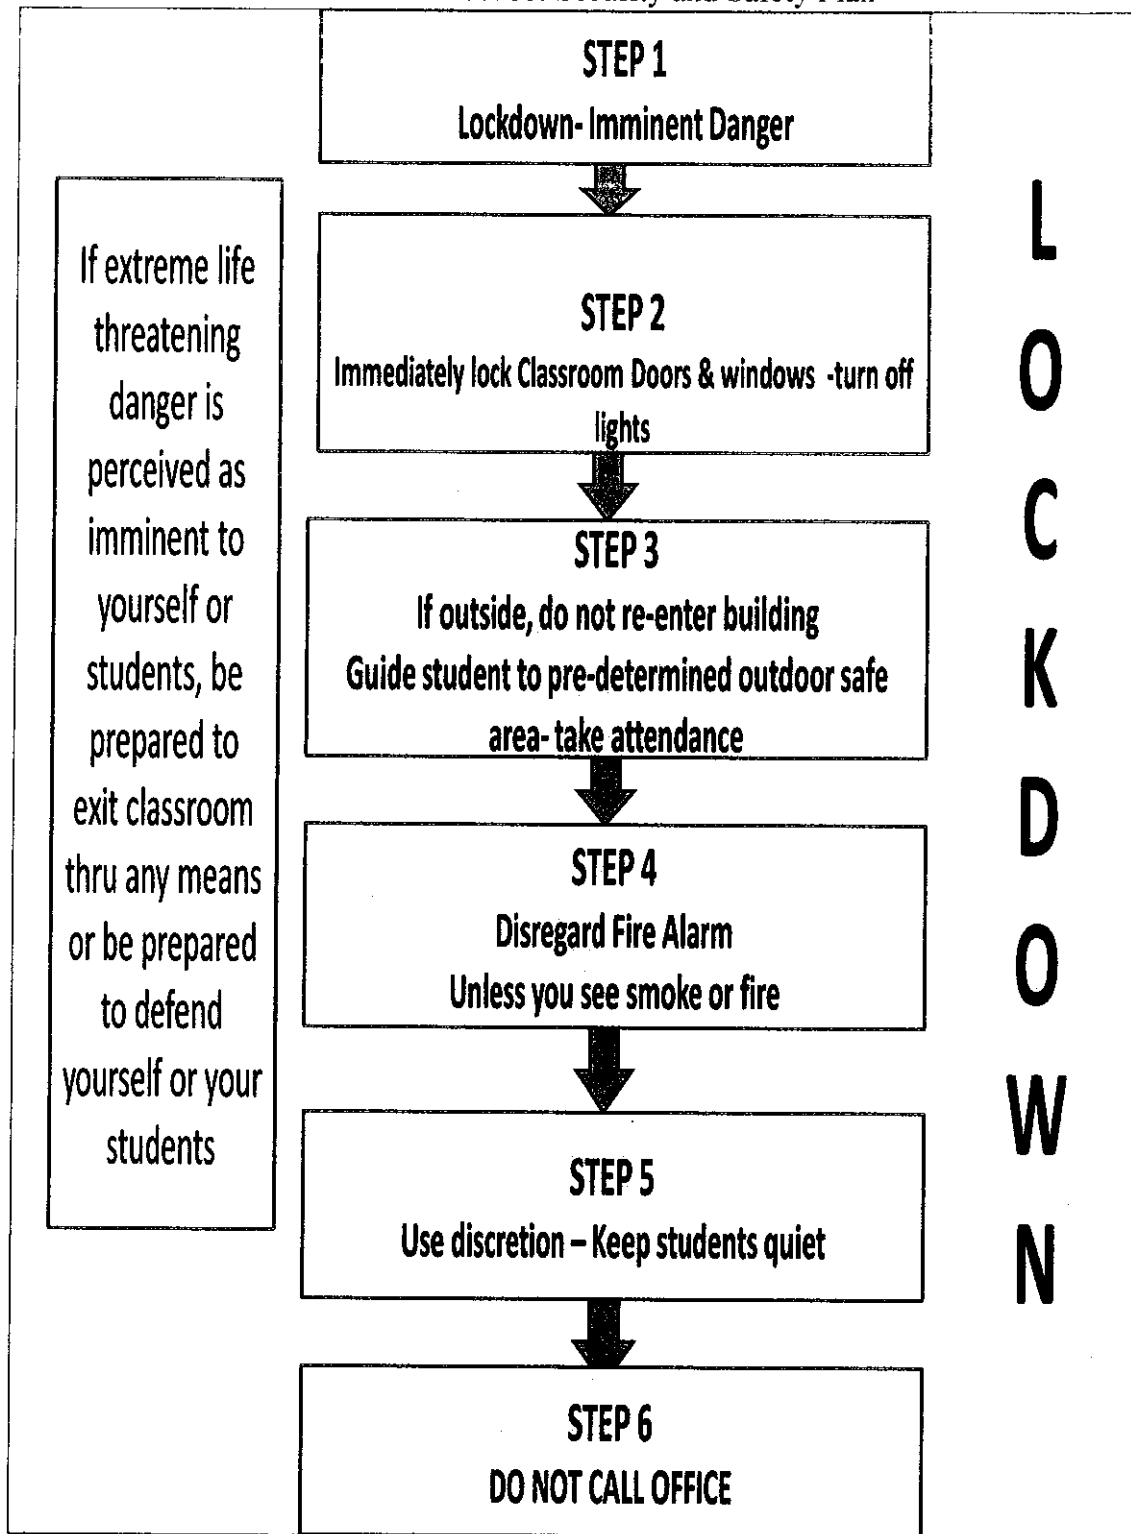 Security and Safety Plan
STEP 1
Lockdown- Imminent Danger
STEP 2
Immediately lock Classroom Doors & windows -turn off
lights
STEP 3
If outside, do not re-enter building
Guide student to pre-determined outdoor safe
area- take attendance
STEP 4
Disregard Fire Alarm
Unless you see smoke or fire
STEP 5
Use discretion – Keep students quiet
STEP 6
DO NOT CALL OFFICE
If extreme life
threatening
danger is
perceived as
imminent to
yourself or
students, be
prepared to
exit classroom
thru any means
or be prepared
to defend
yourself or your
students
L
O
C
K
D
O
W
N